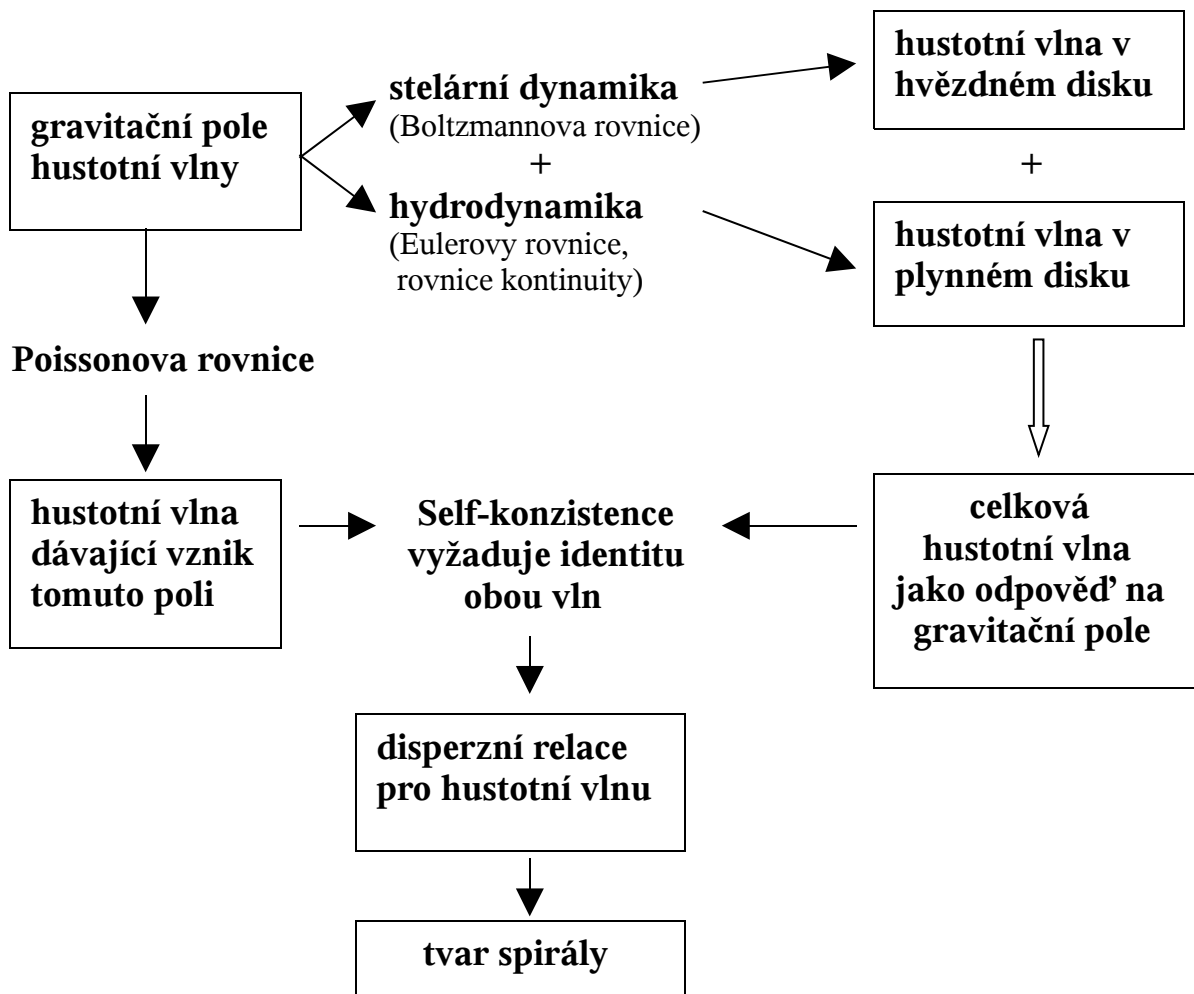 gravitační pole
hustotní vlny
stelární dynamika
(Boltzmannova rovnice)
+
hydrodynamika
(Eulerovy rovnice,
rovnice kontinuity)
hustotní vlna v
hvězdném disku
+
hustotní vlna v
plynném disku
Poissonova rovnice
hustotní vlna
dávající vznik
tomuto poli
Self-konzistence
vyžaduje identitu
obou vln
celková
hustotní vlna
jako odpověď na
gravitační pole
disperzní relace
pro hustotní vlnu
tvar spirály